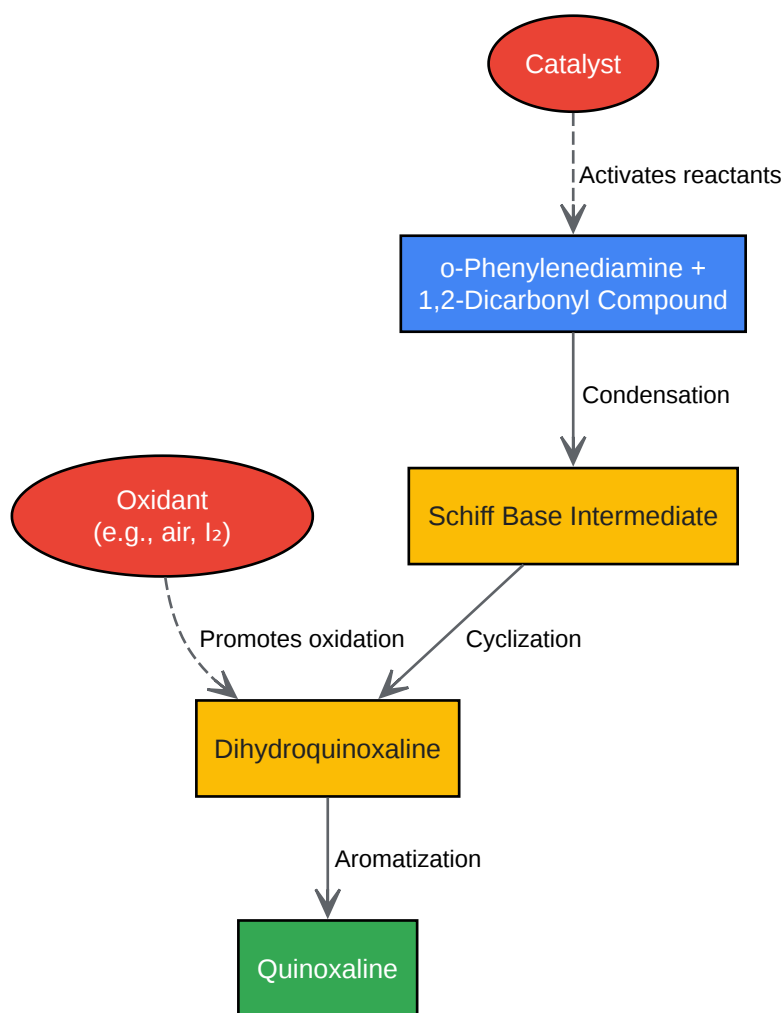 Catalyst
Activates reactants
o-Phenylenediamine +
1,2-Dicarbonyl Compound
Condensation
Oxidant
(e.g., air, I₂)
Schiff Base Intermediate
Promotes oxidation
Cyclization
Dihydroquinoxaline
Aromatization
Quinoxaline